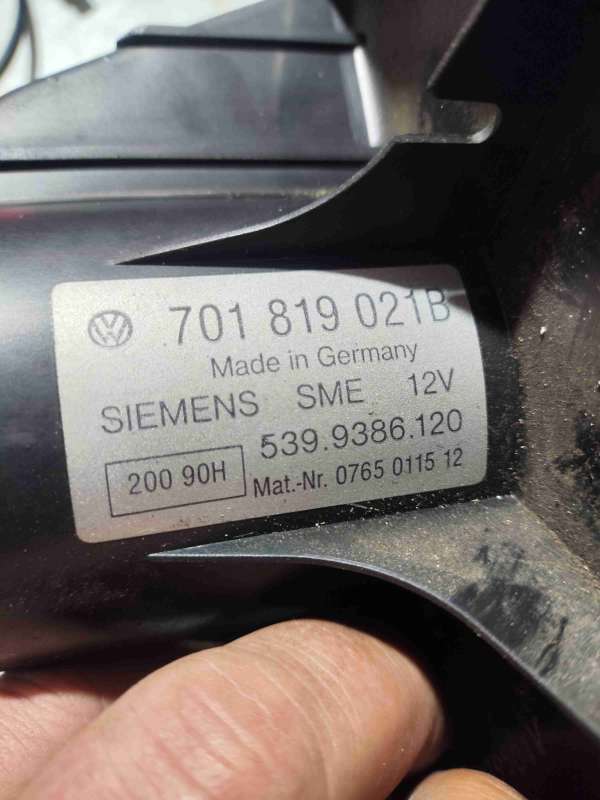 701 819 021B
Made in Germany
SIEMENS SME 12V
539.9386.120
200 90H
Mat.-Nr. 0765 0115 12